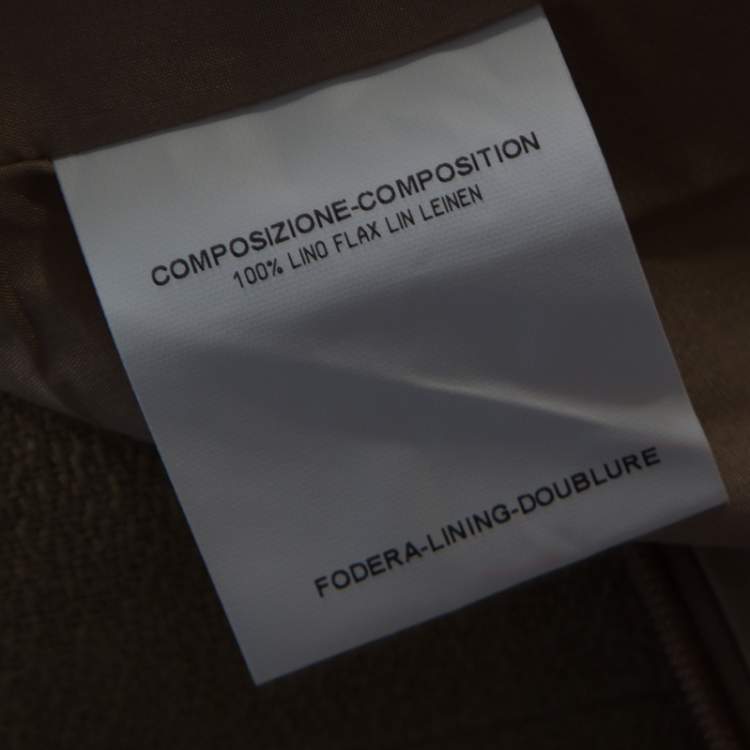 COMPOSIZIONE-COMPOSITION
100% LINO FLAX LIN LEINEN
FODERA-LINING-DOUBLURE